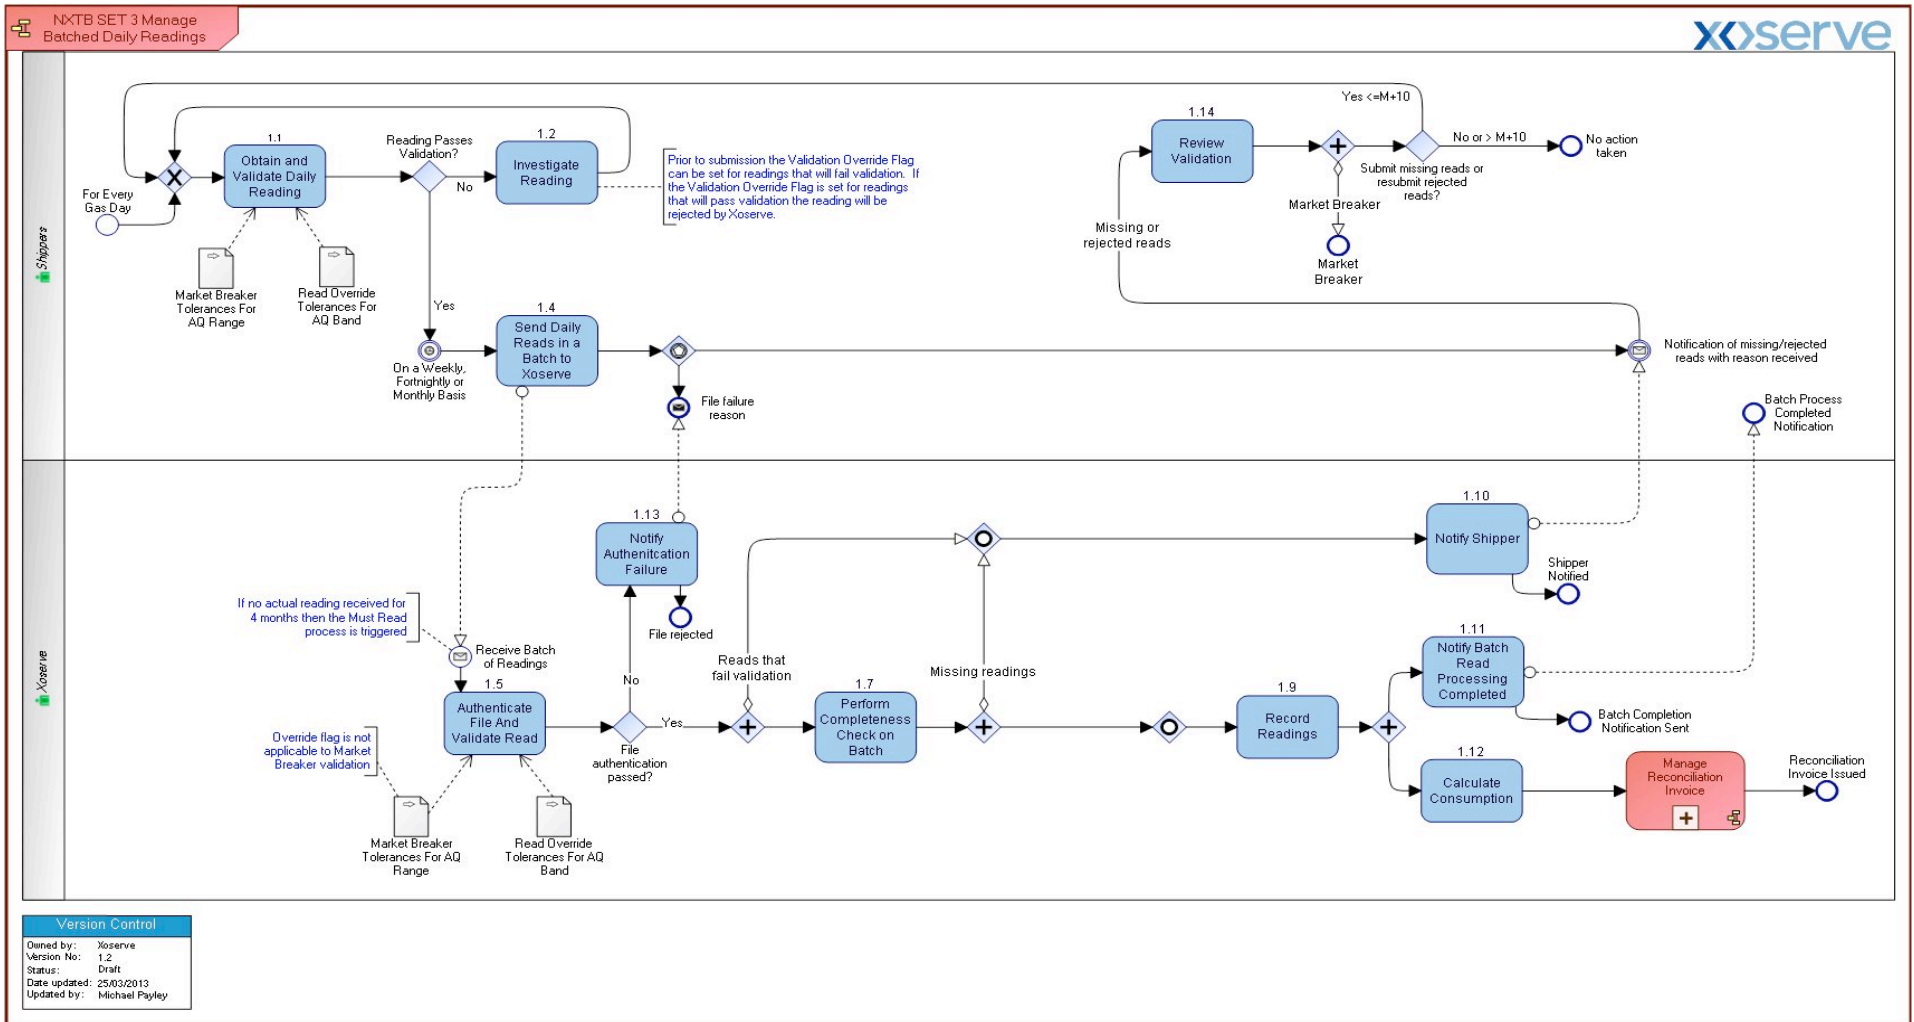 NXTB SET 3 Manage
Batched Daily Readings
xoserve
Shippers
For Every
Gas Day
1.1
Obtain and
Validate Daily
Reading
Market Breaker
Tolerances For
AQ Range
Read Override
Tolerances For
AQ Band
Reading Passes
Validation?
No
Yes
1.2
Investigate
Reading
Prior to submission the Validation Override Flag
can be set for readings that will fail validation. If
the Validation Override Flag is set for readings
that will pass validation the reading will be
rejected by Xoserve.
On a Weekly,
Fortnightly or
Monthly Basis
1.4
Send Daily
Reads in a
Batch to
Xoserve
File failure
reason
Missing or
rejected reads
1.14
Review
Validation
Market Breaker
Market
Breaker
Yes <=M+10
Submit missing reads or
resubmit rejected
reads?
No or > M+10
No action
taken
Notification of missing/rejected
reads with reason received
Batch Process
Completed
Notification
Xoserve
If no actual reading received for
4 months then the Must Read
process is triggered
Receive Batch
of Readings
1.5
Authenticate
File And
Validate Read
Override flag is not
applicable to Market
Breaker validation
Market Breaker
Tolerances For AQ
Range
Read Override
Tolerances For AQ
Band
1.13
Notify
Authenitcation
Failure
File rejected
No
File
authentication
passed?
Yes
Reads that
fail validation
1.7
Perform
Completeness
Check on
Batch
Missing readings
1.9
Record
Readings
1.10
Notify Shipper
Shipper
Notified
1.11
Notify Batch
Read
Processing
Completed
Batch Completion
Notification Sent
1.12
Calculate
Consumption
Manage
Reconciliation
Invoice
Reconciliation
Invoice Issued
Version Control
Owned by: Xoserve
Version No: 1.2
Status: Draft
Date updated: 25/03/2013
Updated by: Michael Payley